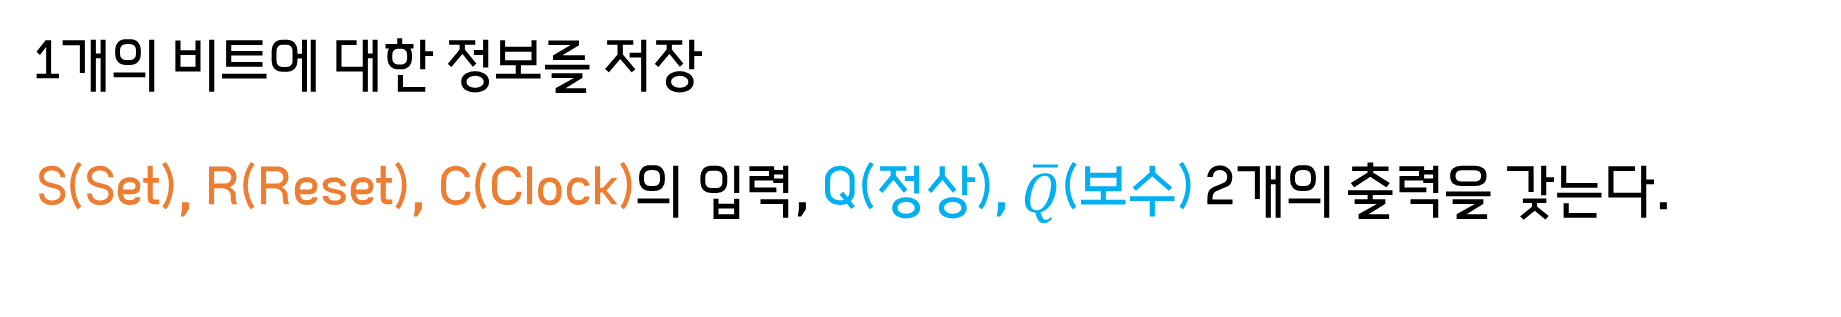 1개의 비트에 대한 정보를 저장
S(Set), R(Reset), C(Clock)의 입력, Q(정상), Q̅(보수) 2개의 출력을 갖는다.